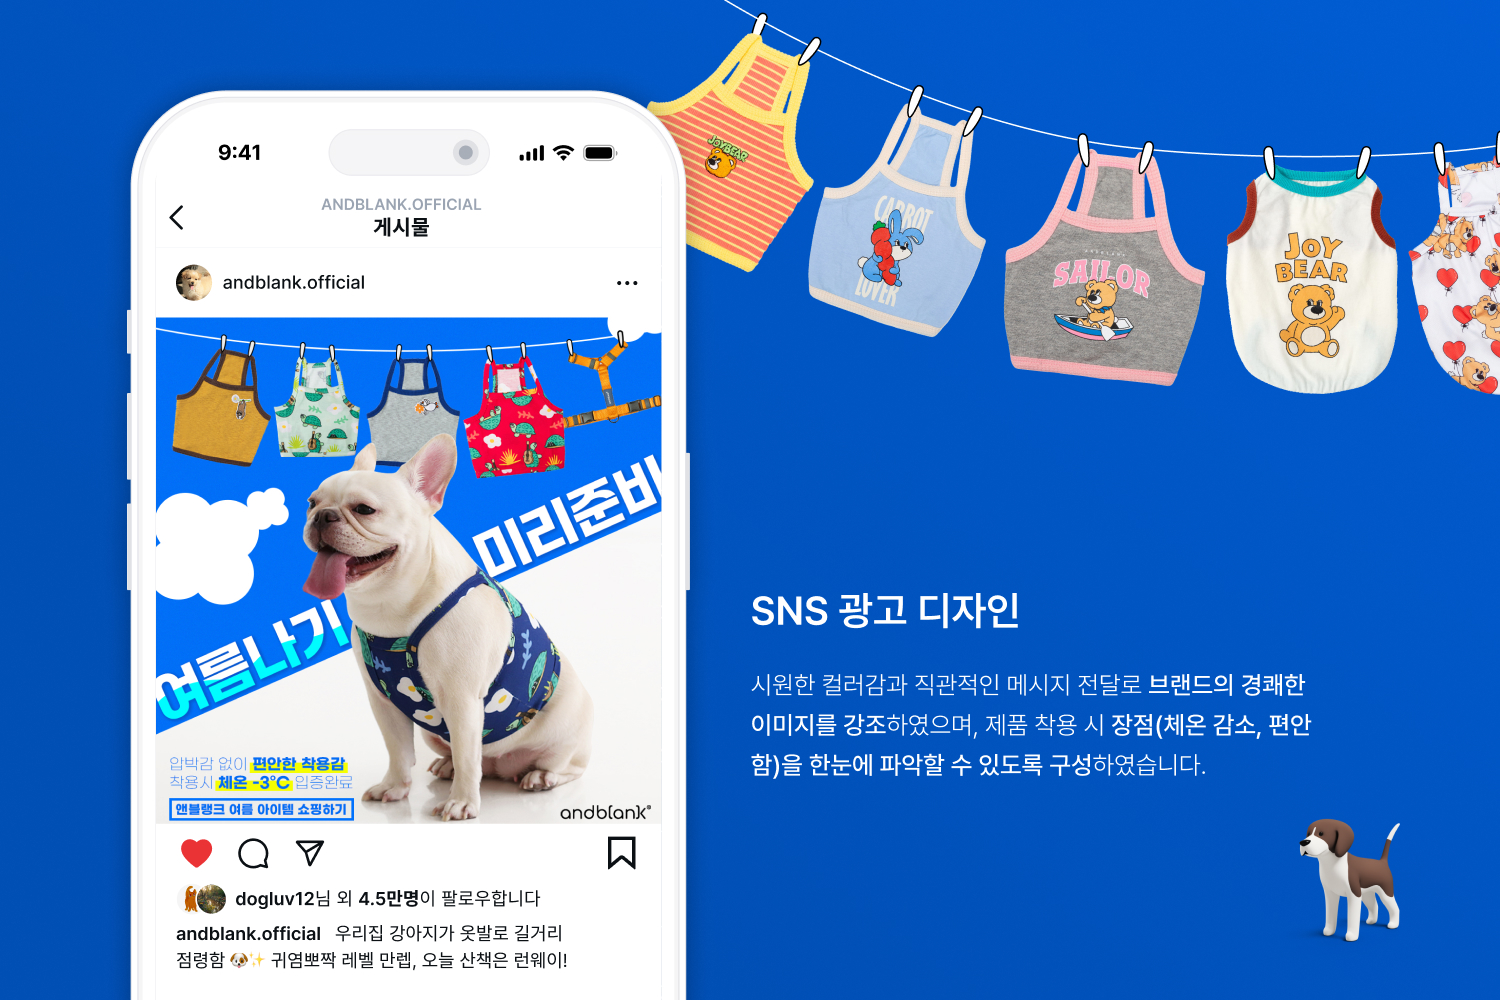 9:41
ANDBLANK.OFFICIAL
게시물
andblank.official
미리준비
여름나기
압박감 없이 편안한 착용감
착용시 체온 -3°C 입증완료
앤블랭크 여름 아이템 쇼핑하기
andblank®
dogluv12님 외 4.5만명이 팔로우합니다
andblank.official 우리집 강아지가 옷발로 길거리
점령함 🐶✨ 귀염뽀짝 레벨 만렙, 오늘 산책은 런웨이!
JOYBEAR
CARROT
LOVER
SAILOR
JOY
BEAR
SNS 광고 디자인
시원한 컬러감과 직관적인 메시지 전달로 브랜드의 경쾌한
이미지를 강조하였으며, 제품 착용 시 장점(체온 감소, 편안
함)을 한눈에 파악할 수 있도록 구성하였습니다.